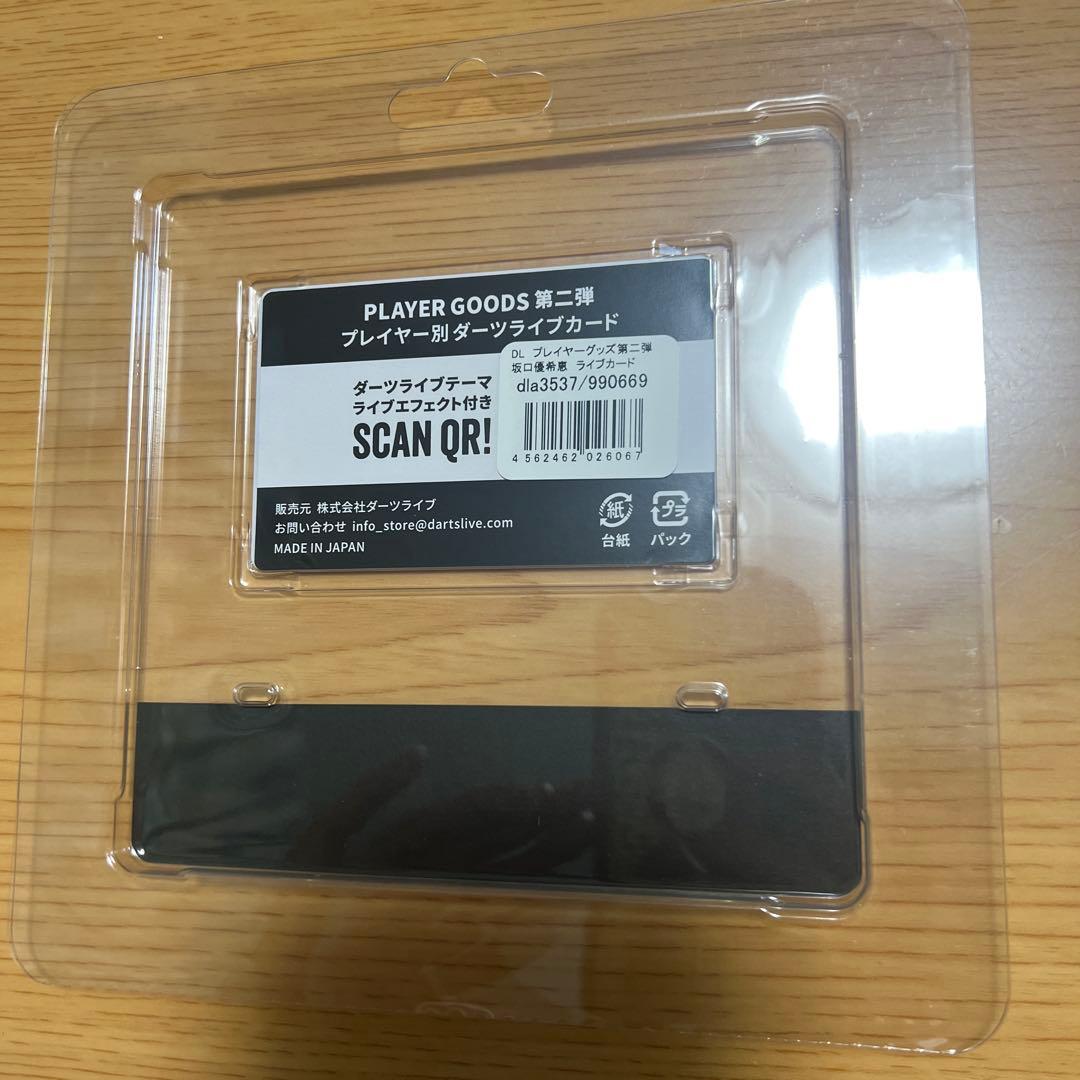 PLAYER GOODS 第二弾
プレイヤー別 ダーツライブカード
ダーツライブテーマ
ライブエフェクト付き
SCAN QR!
DL プレイヤーグッズ第二弾
坂口優希恵 ライブカード
dla3537/990669
4 562462 026067
販売元 株式会社ダーツライブ
お問い合わせ info_store@dartslive.com
MADE IN JAPAN
紙
台紙
プラ
パック